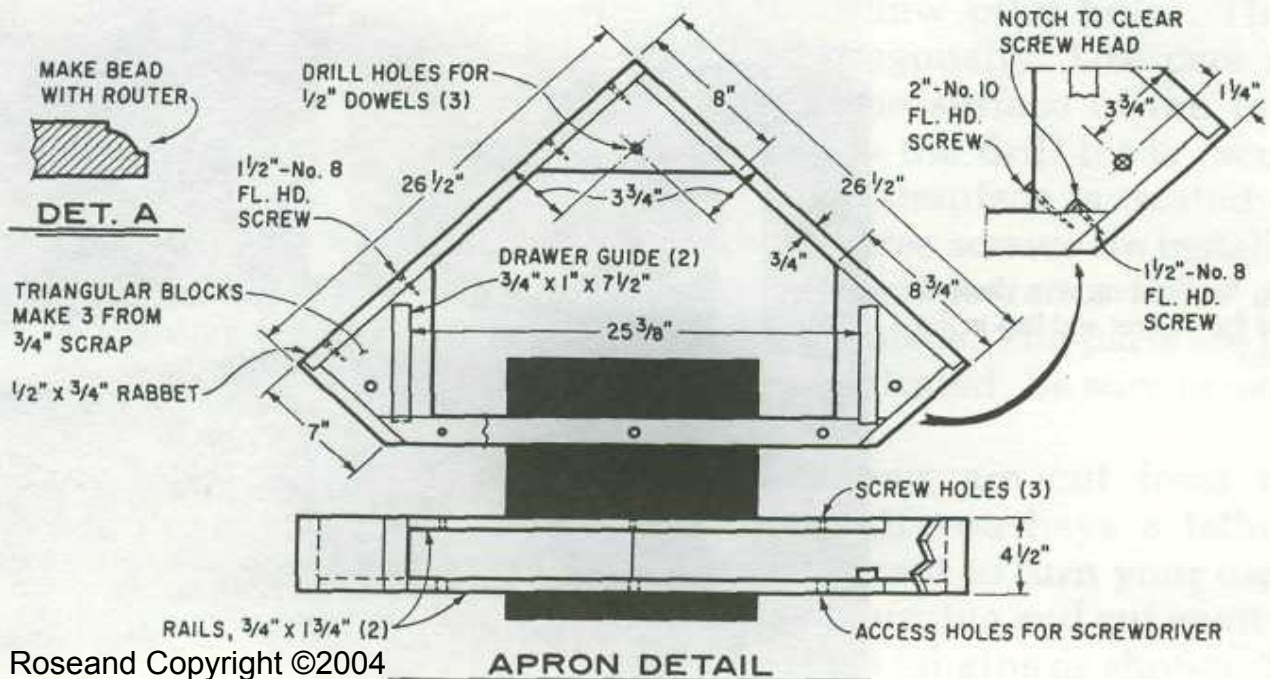 MAKE BEAD
WITH ROUTER
DET. A
DRILL HOLES FOR
1/2" DOWELS (3)
1 1/2"-No. 8
FL. HD.
SCREW
26 1/2"
8"
3 3/4"
26 1/2"
3/4"
8 3/4"
DRAWER GUIDE (2)
3/4" x 1" x 7 1/2"
25 3/8"
TRIANGULAR BLOCKS
MAKE 3 FROM
3/4" SCRAP
1/2" x 3/4" RABBET
7"
NOTCH TO CLEAR
SCREW HEAD
2"-No. 10
FL. HD.
SCREW
3 3/4"
1 1/4"
1 1/2"-No. 8
FL. HD.
SCREW
SCREW HOLES (3)
4 1/2"
RAILS, 3/4" x 1 3/4" (2)
ACCESS HOLES FOR SCREWDRIVER
Roseand Copyright ©2004
APRON DETAIL